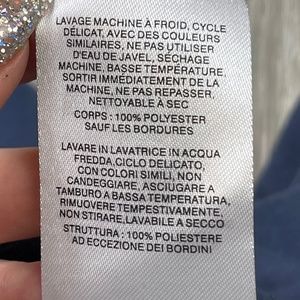 LAVAGE MACHINE À FROID, CYCLE
DÉLICAT, AVEC DES COULEURS
SIMILAIRES, NE PAS UTILISER
D'EAU DE JAVEL, SÉCHAGE
MACHINE, BASSE TEMPÉRATURE,
SORTIR IMMÉDIATEMENT DE LA
MACHINE, NE PAS REPASSER,
NETTOYABLE À SEC
CORPS : 100% POLYESTER
SAUF LES BORDURES
LAVARE IN LAVATRICE IN ACQUA
FREDDA, CICLO DELICATO,
CON COLORI SIMILI, NON
CANDEGGIARE, ASCIUGARE A
TAMBURO A BASSA TEMPERATURA,
RIMUOVERE TEMPESTIVAMENTE,
NON STIRARE, LAVABILE A SECCO
STRUTTURA : 100% POLIESTERE
AD ECCEZIONE DEI BORDINI